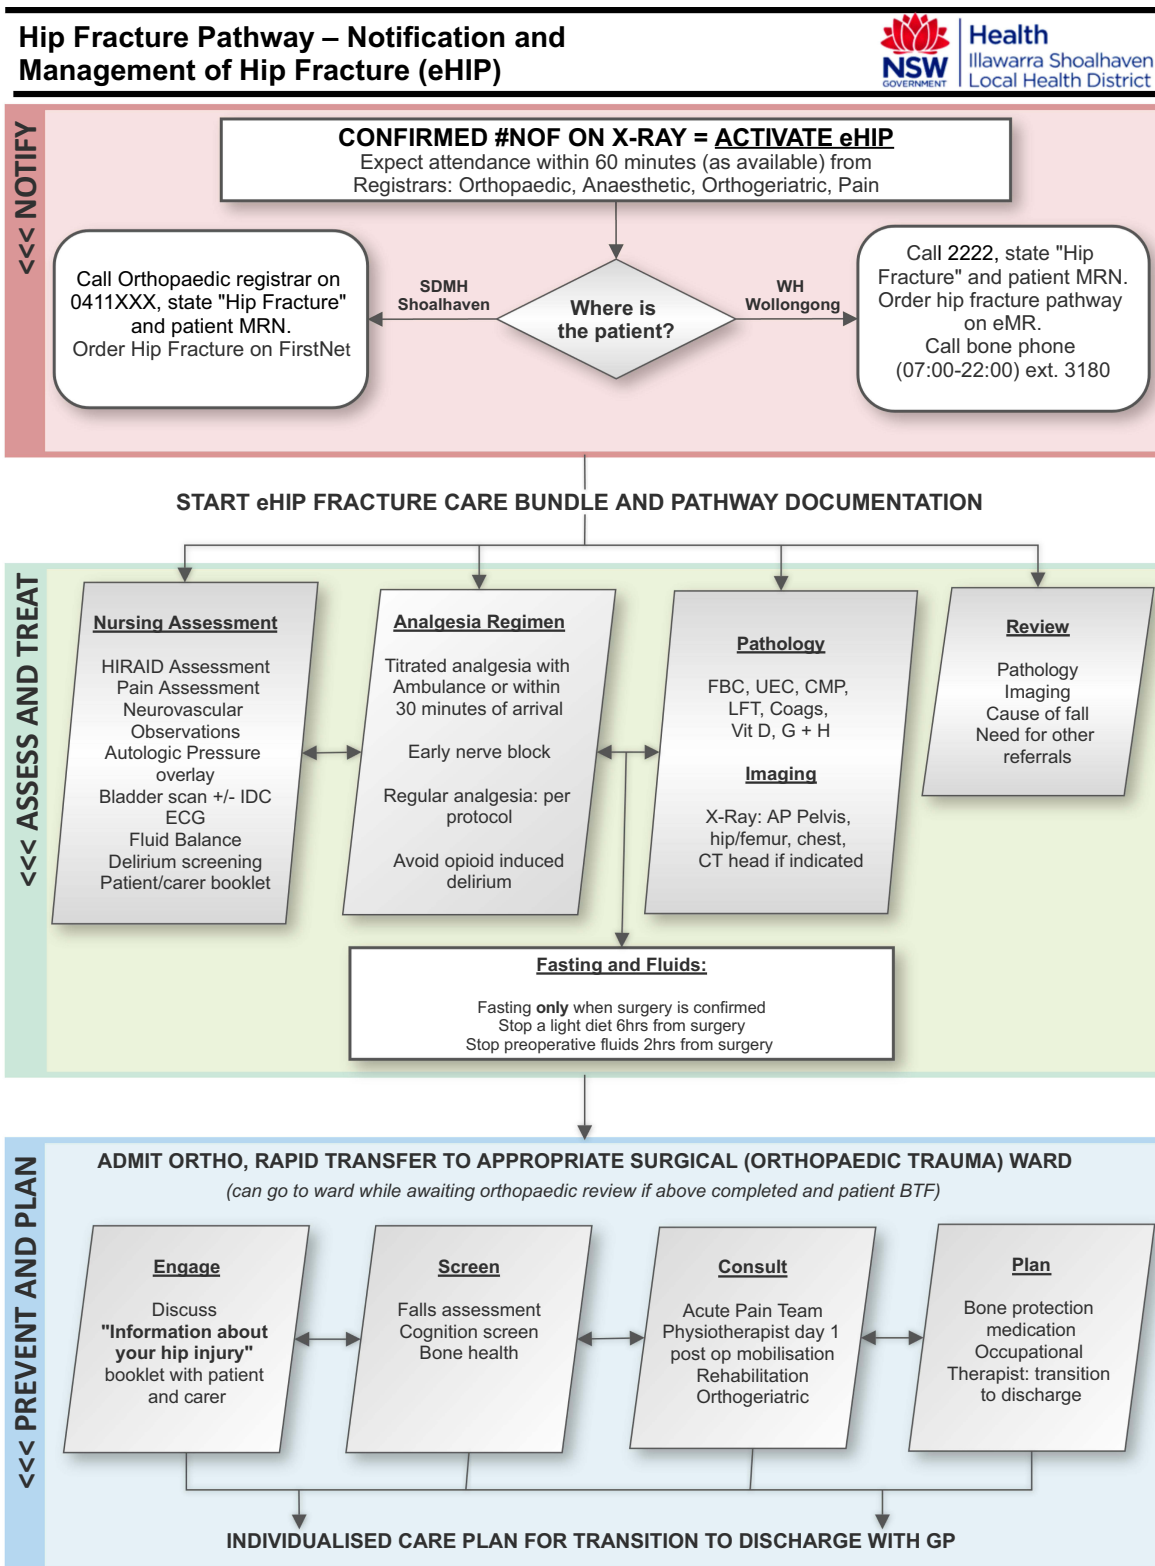 Hip Fracture Pathway – Notification and
Management of Hip Fracture (eHIP)
NSW
GOVERNMENT
Health
Illawarra Shoalhaven
Local Health District
<<< NOTIFY
CONFIRMED #NOF ON X-RAY = ACTIVATE eHIP
Expect attendance within 60 minutes (as available) from
Registrars: Orthopaedic, Anaesthetic, Orthogeriatric, Pain
Call Orthopaedic registrar on
0411XXX, state "Hip Fracture"
and patient MRN.
Order Hip Fracture on FirstNet
SDMH
Shoalhaven
Where is
the patient?
WH
Wollongong
Call 2222, state "Hip
Fracture" and patient MRN.
Order hip fracture pathway
on eMR.
Call bone phone
(07:00-22:00) ext. 3180
START eHIP FRACTURE CARE BUNDLE AND PATHWAY DOCUMENTATION
<<< ASSESS AND TREAT
Nursing Assessment
HIRAID Assessment
Pain Assessment
Neurovascular
Observations
Autologic Pressure
overlay
Bladder scan +/- IDC
ECG
Fluid Balance
Delirium screening
Patient/carer booklet
Analgesia Regimen
Titrated analgesia with
Ambulance or within
30 minutes of arrival
Early nerve block
Regular analgesia: per
protocol
Avoid opioid induced
delirium
Pathology
FBC, UEC, CMP,
LFT, Coags,
Vit D, G + H
Imaging
X-Ray: AP Pelvis,
hip/femur, chest,
CT head if indicated
Review
Pathology
Imaging
Cause of fall
Need for other
referrals
Fasting and Fluids:
Fasting only when surgery is confirmed
Stop a light diet 6hrs from surgery
Stop preoperative fluids 2hrs from surgery
<<< PREVENT AND PLAN
ADMIT ORTHO, RAPID TRANSFER TO APPROPRIATE SURGICAL (ORTHOPAEDIC TRAUMA) WARD
(can go to ward while awaiting orthopaedic review if above completed and patient BTF)
Engage
Discuss
"Information about
your hip injury"
booklet with patient
and carer
Screen
Falls assessment
Cognition screen
Bone health
Consult
Acute Pain Team
Physiotherapist day 1
post op mobilisation
Rehabilitation
Orthogeriatric
Plan
Bone protection
medication
Occupational
Therapist: transition
to discharge
INDIVIDUALISED CARE PLAN FOR TRANSITION TO DISCHARGE WITH GP